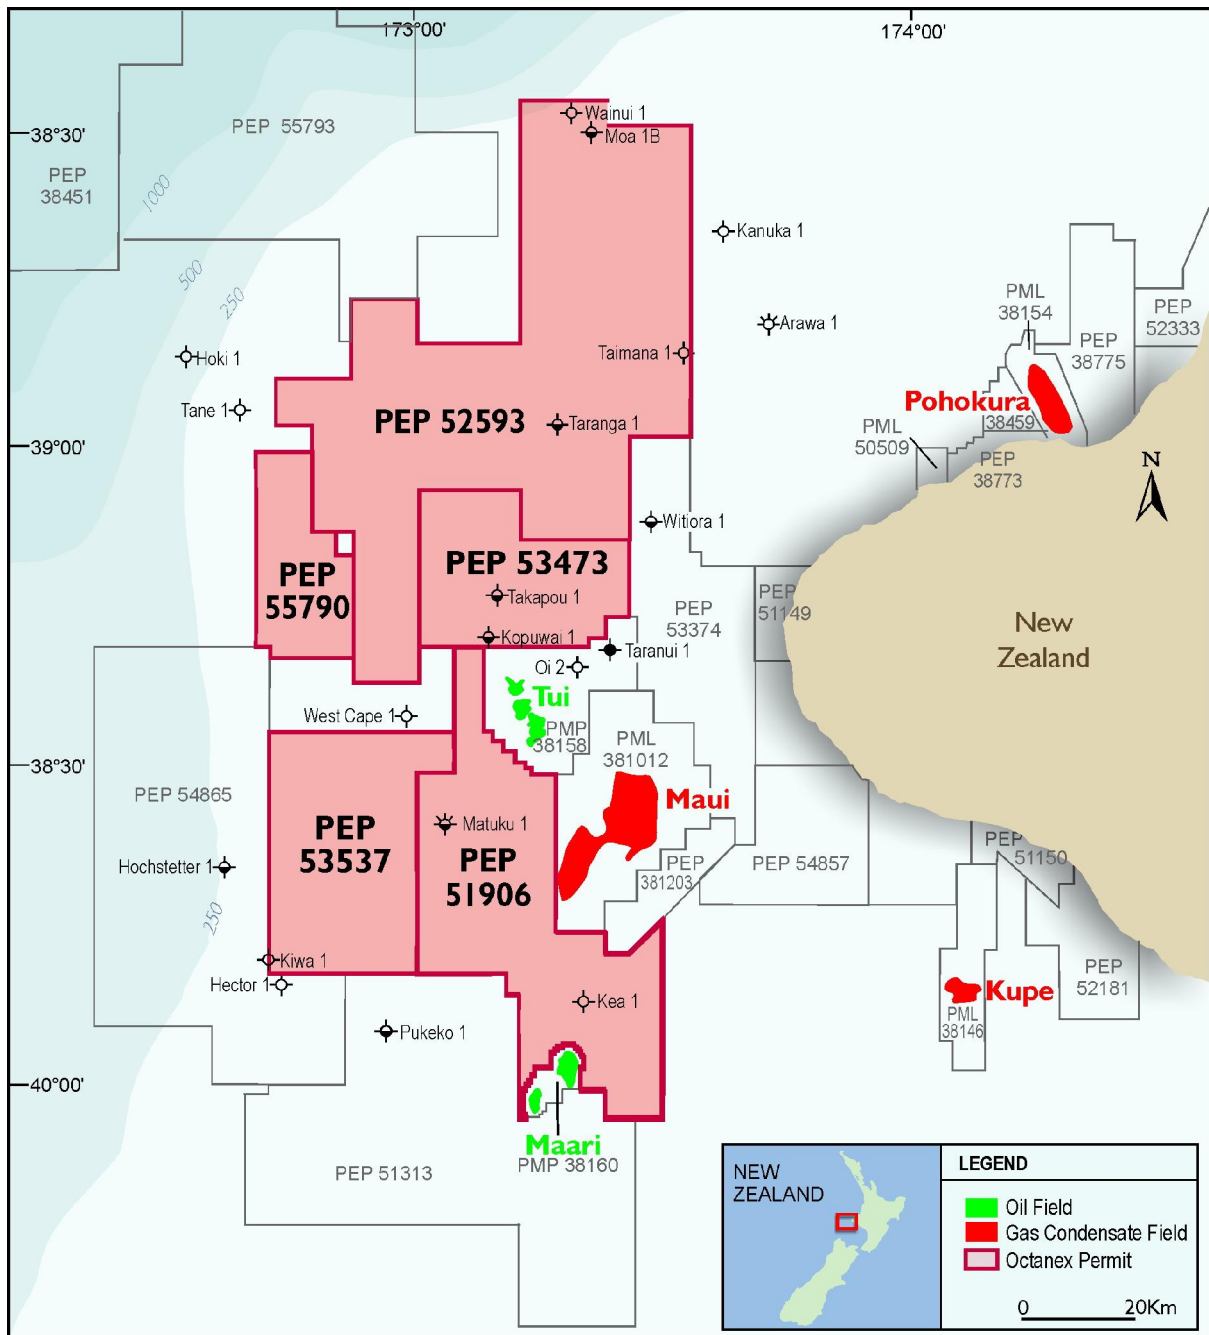 173°00'
174°00'
38°30'
PEP 55793
Wainui 1
Moa 1B
PEP
38451
1000
Kanuka 1
500
250
PML
38154
PEP
52333
Arawa 1
PEP
38775
Hoki 1
Taimana 1
Pohokura
Tane 1
PEP 52593
Taranga 1
38459
PML
50509
39°00'
PEP
38773
N
Witiora 1
PEP 53473
PEP
55790
Takapou 1
PEP
51149
PEP
53374
New
Zealand
Kopuwai 1
Taranui 1
Oi 2
Tui
West Cape 1
PMP
38158
PML
381012
38°30'
PEP 54865
Maui
PEP
53537
Matuku 1
PEP
51906
Hochstetter 1
PEP
381203
PEP 54857
PEP
51150
250
Kiwa 1
Hector 1
Kea 1
Kupe
PEP
52181
PML
38146
Pukeko 1
40°00'
Maari
PMP 38160
PEP 51313
NEW
ZEALAND
LEGEND
Oil Field
Gas Condensate Field
Octanex Permit
0 20Km